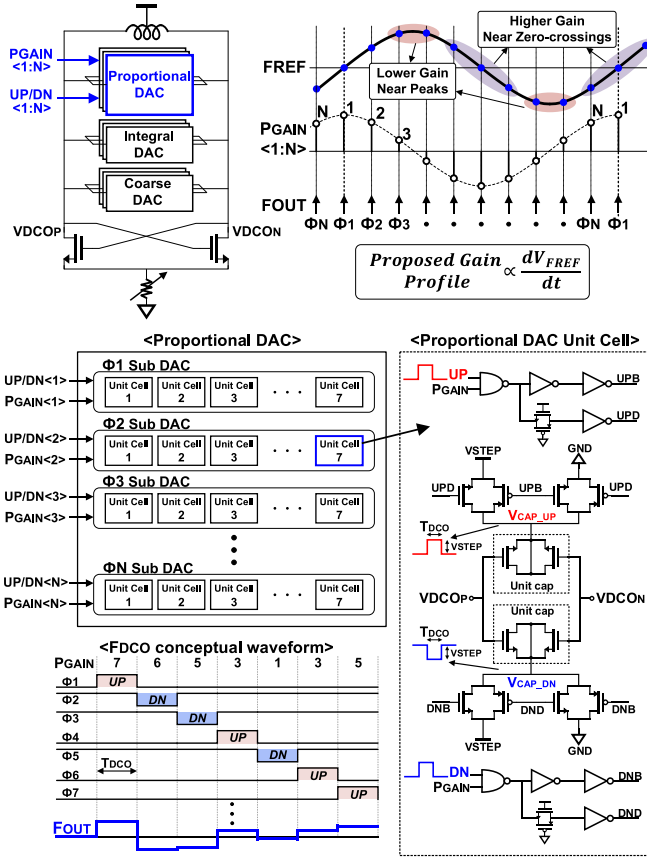 PGAIN
<1:N>
UP/DN
<1:N>
Proportional
DAC
Integral
DAC
Coarse
DAC
VDCOP
VDCON
FREF
Higher Gain
Near Zero-crossings
Lower Gain
Near Peaks
PGAIN
<1:N>
N 1 2 3 N 1
FOUT
ΦN Φ1 Φ2 Φ3 • • • • • • ΦN Φ1
Proposed Gain Profile ∝ dVFREF/dt
<Proportional DAC>
Φ1 Sub DAC
UP/DN<1>
PGAIN<1>
Unit Cell 1 Unit Cell 2 Unit Cell 3 · · · Unit Cell 7
Φ2 Sub DAC
UP/DN<2>
PGAIN<2>
Unit Cell 1 Unit Cell 2 Unit Cell 3 · · · Unit Cell 7
Φ3 Sub DAC
UP/DN<3>
PGAIN<3>
Unit Cell 1 Unit Cell 2 Unit Cell 3 · · · Unit Cell 7
ΦN Sub DAC
UP/DN<N>
PGAIN<N>
Unit Cell 1 Unit Cell 2 Unit Cell 3 · · · Unit Cell 7
<FDCO conceptual waveform>
PGAIN 7 6 5 3 1 3 5
Φ1 UP
Φ2 DN
Φ3 DN
Φ4 UP
Φ5 DN
Φ6 TDCO UP
Φ7 UP
FOUT
<Proportional DAC Unit Cell>
UP
PGAIN
UPB
UPD
VSTEP
GND
UPD UPB UPD
VCAP_UP
TDCO
VSTEP
Unit cap
VDCOP
VDCON
Unit cap
TDCO
VSTEP
VCAP_DN
DNB DND DNB
VSTEP
GND
DN
PGAIN
DNB
DND